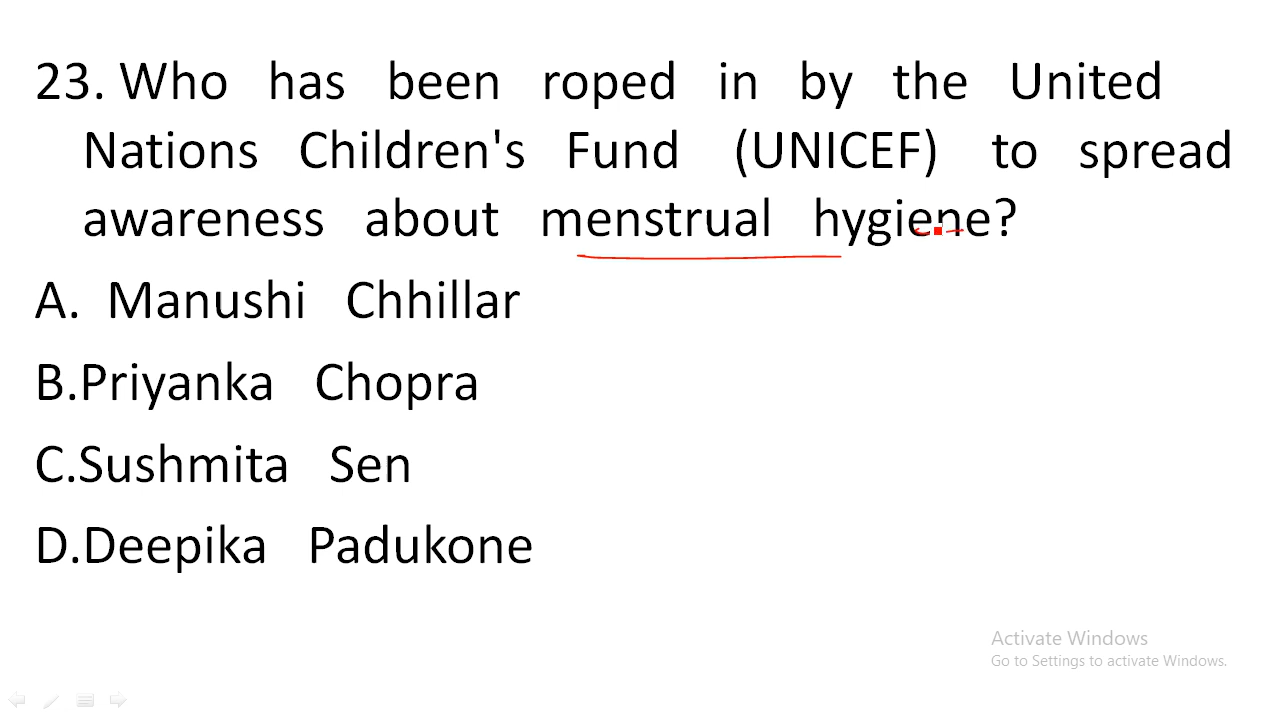 23. Who has been roped in by the United
Nations Children's Fund (UNICEF) to spread
awareness about menstrual hygiene?
A. Manushi Chhillar
B.Priyanka Chopra
C.Sushmita Sen
D.Deepika Padukone
Activate Windows
Go to Settings to activate Windows.